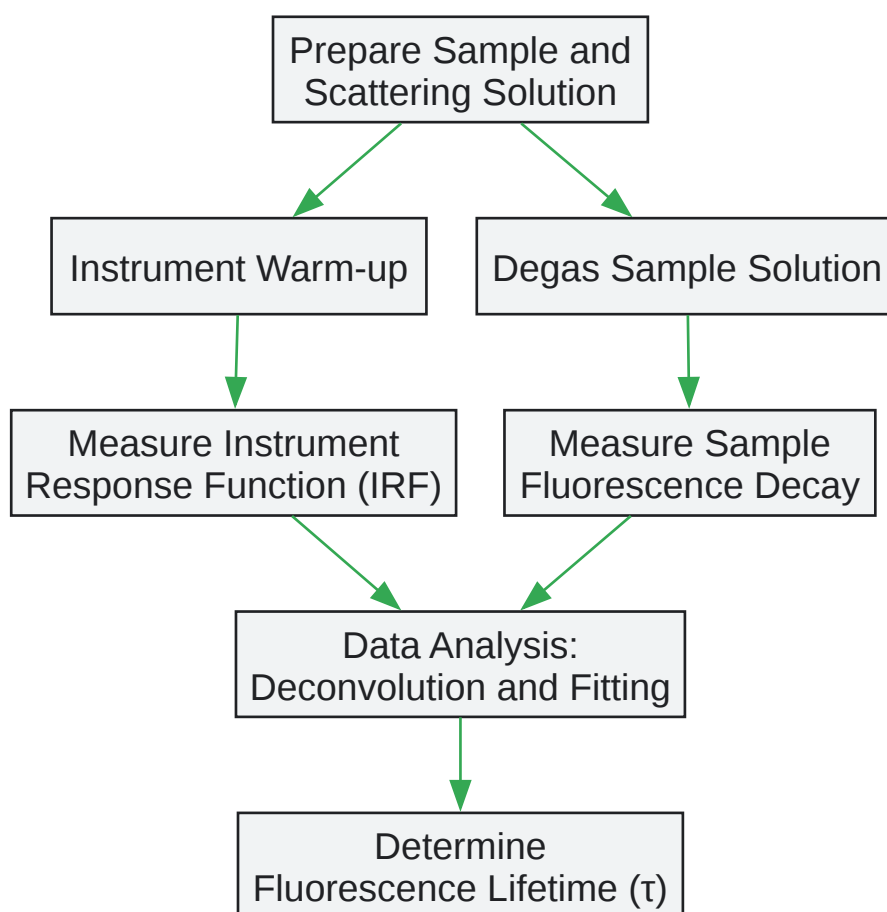 Prepare Sample and
Scattering Solution
Instrument Warm-up
Degas Sample Solution
Measure Instrument
Response Function (IRF)
Measure Sample
Fluorescence Decay
Data Analysis:
Deconvolution and Fitting
Determine
Fluorescence Lifetime (τ)